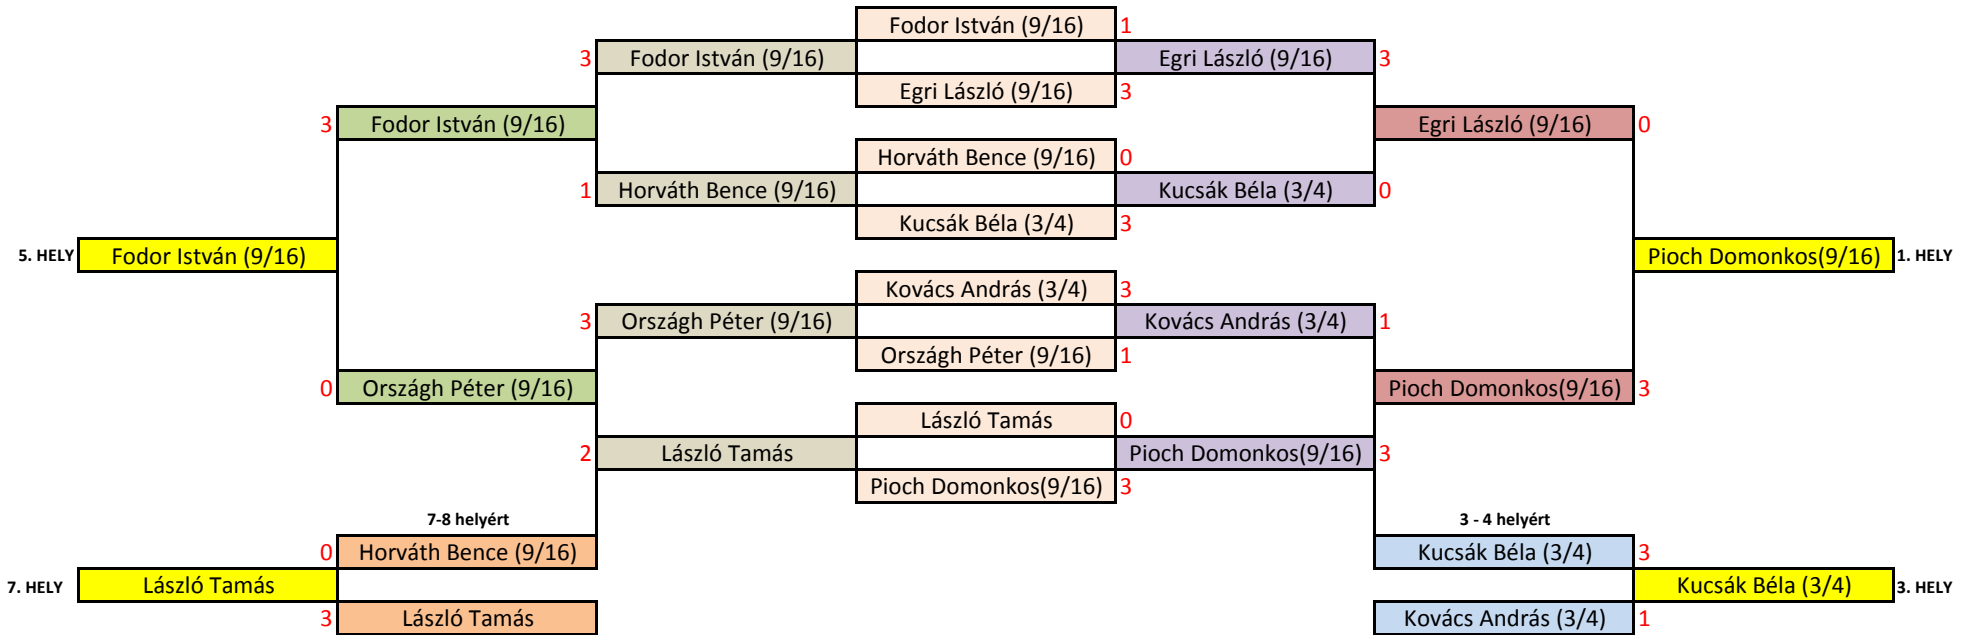 Fodor István (9/16) 1
3 Fodor István (9/16) Egri László (9/16) 3
Egri László (9/16) 3
3 Fodor István (9/16) Egri László (9/16) 0
Horváth Bence (9/16) 0
1 Horváth Bence (9/16) Kucsák Béla (3/4) 0
Kucsák Béla (3/4) 3
5. HELY Fodor István (9/16) Pioch Domonkos(9/16) 1. HELY
Kovács András (3/4) 3
3 Országh Péter (9/16) Kovács András (3/4) 1
Országh Péter (9/16) 1
0 Országh Péter (9/16) Pioch Domonkos(9/16) 3
László Tamás 0
2 László Tamás Pioch Domonkos(9/16) 3
Pioch Domonkos(9/16) 3
7-8 helyért 3 - 4 helyért
0 Horváth Bence (9/16) Kucsák Béla (3/4) 3
7. HELY László Tamás Kucsák Béla (3/4) 3. HELY
3 László Tamás Kovács András (3/4) 1